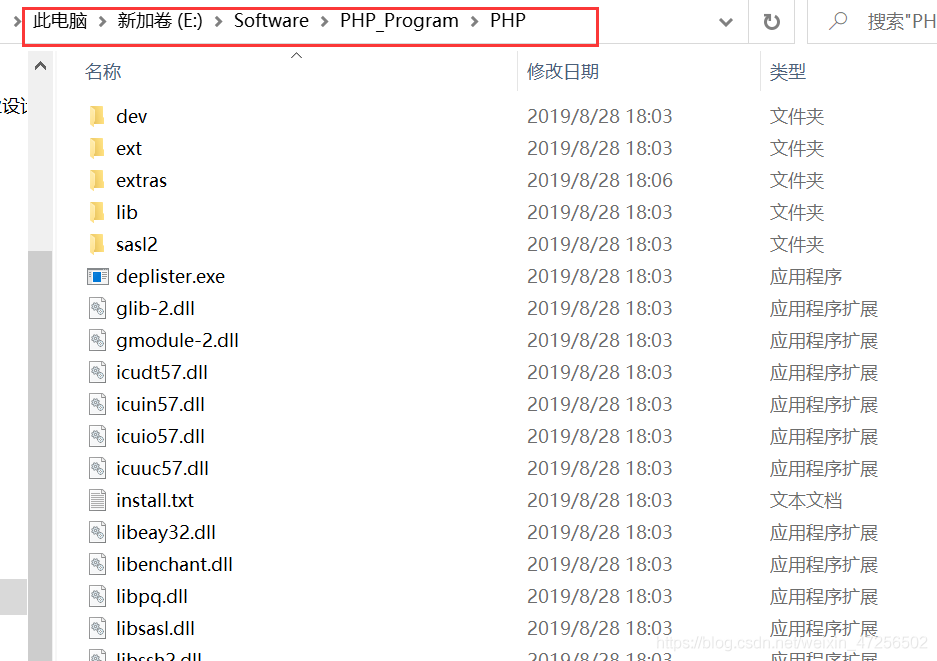 此电脑 > 新加卷 (E:) > Software > PHP_Program > PHP
搜索"PH
名称 修改日期 类型
dev 2019/8/28 18:03 文件夹
ext 2019/8/28 18:03 文件夹
extras 2019/8/28 18:06 文件夹
lib 2019/8/28 18:03 文件夹
sasl2 2019/8/28 18:03 文件夹
deplister.exe 2019/8/28 18:03 应用程序
glib-2.dll 2019/8/28 18:03 应用程序扩展
gmodule-2.dll 2019/8/28 18:03 应用程序扩展
icudt57.dll 2019/8/28 18:03 应用程序扩展
icuin57.dll 2019/8/28 18:03 应用程序扩展
icuio57.dll 2019/8/28 18:03 应用程序扩展
icuuc57.dll 2019/8/28 18:03 应用程序扩展
install.txt 2019/8/28 18:03 文本文档
libeay32.dll 2019/8/28 18:03 应用程序扩展
libenchant.dll 2019/8/28 18:03 应用程序扩展
libpq.dll 2019/8/28 18:03 应用程序扩展
libsasl.dll 2019/8/28 18:03 应用程序扩展
https://blog.csdn.net/weixin_47256502
libssh2.dll 2019/8/28 18:03 应用程序扩展